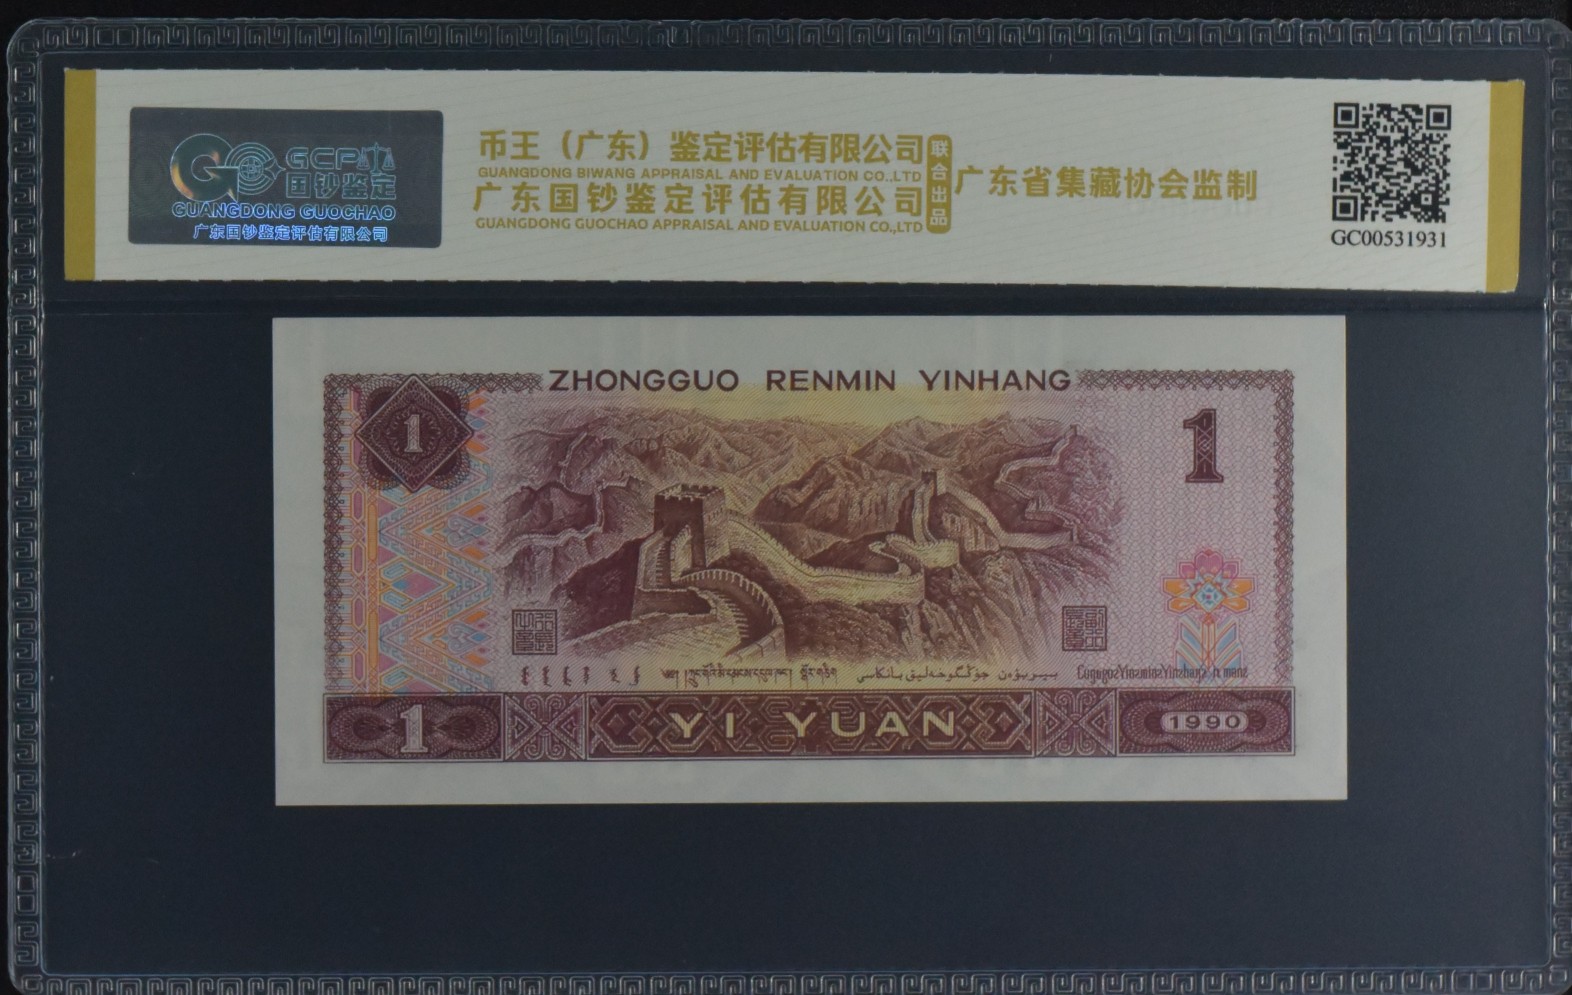 GCP
国钞鉴定
GUANGDONG GUOCHAO
广东国钞鉴定评估有限公司
币王（广东）鉴定评估有限公司
GUANGDONG BIWANG APPRAISAL AND EVALUATION CO.,LTD
广东国钞鉴定评估有限公司
GUANGDONG GUOCHAO APPRAISAL AND EVALUATION CO.,LTD
联合出品
广东省集藏协会监制
GC00531931
ZHONGGUO RENMIN YINHANG
1
1
1
YI YUAN
1990